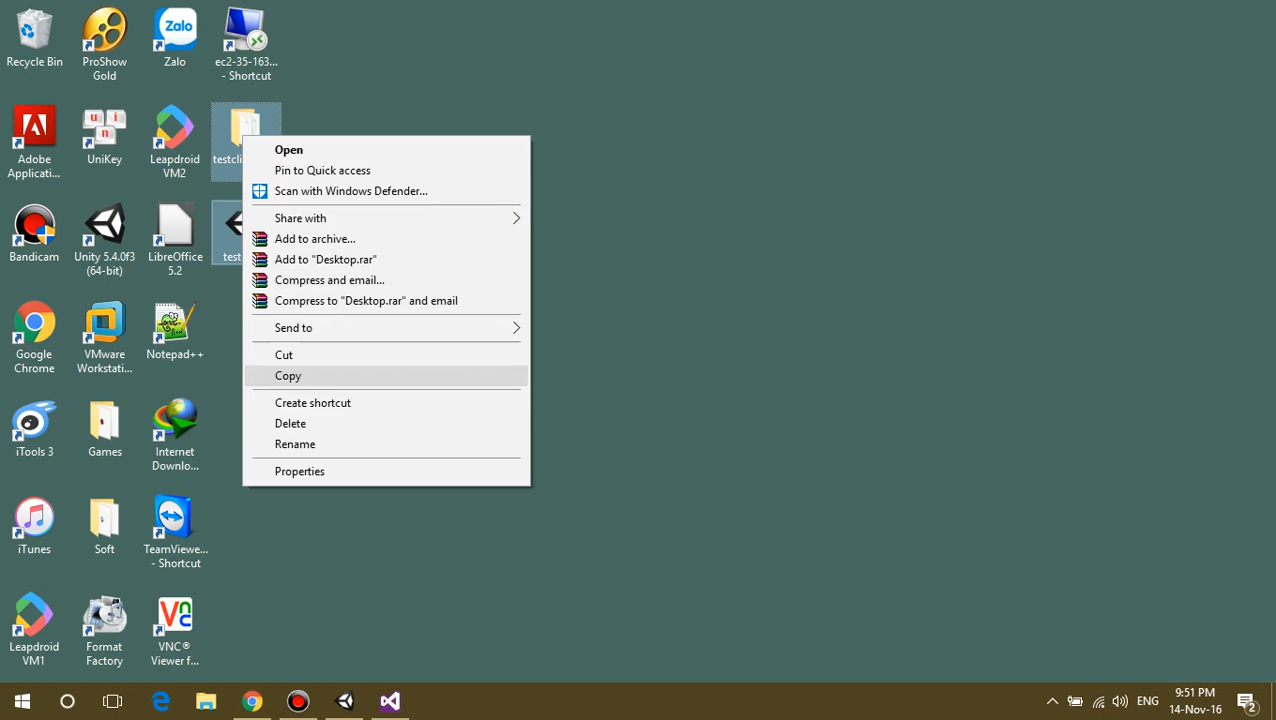 Recycle Bin
ProShow
Gold
Zalo
Zalo
ec2-35-163...
- Shortcut
Adobe
Applicati...
UniKey
Leapdroid
VM2
testcli
Bandicam
Unity 5.4.0f3
(64-bit)
LibreOffice
5.2
test
Google
Chrome
VMware
Workstati...
Notepad++
iTools 3
Games
Internet
Downlo...
iTunes
Soft
TeamViewe...
- Shortcut
Leapdroid
VM1
Format
Factory
VNC®
Viewer f...
Open
Pin to Quick access
Scan with Windows Defender...
Share with
Add to archive...
Add to "Desktop.rar"
Compress and email...
Compress to "Desktop.rar" and email
Send to
Cut
Copy
Create shortcut
Delete
Rename
Properties
ENG
9:51 PM
14-Nov-16
2